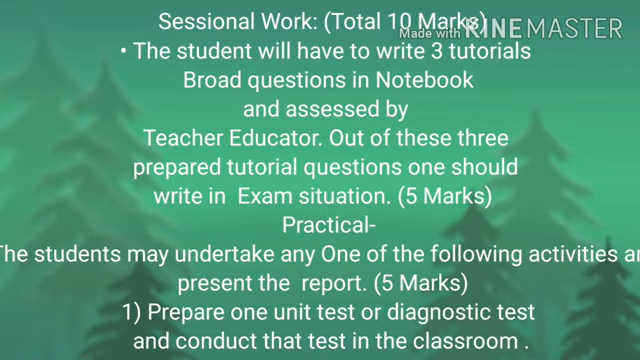 Sessional Work: (Total 10 Marks)
Made with KINEMASTER
• The student will have to write 3 tutorials
Broad questions in Notebook
and assessed by
Teacher Educator. Out of these three
prepared tutorial questions one should
write in Exam situation. (5 Marks)
Practical-
The students may undertake any One of the following activities an
present the report. (5 Marks)
1) Prepare one unit test or diagnostic test
and conduct that test in the classroom .